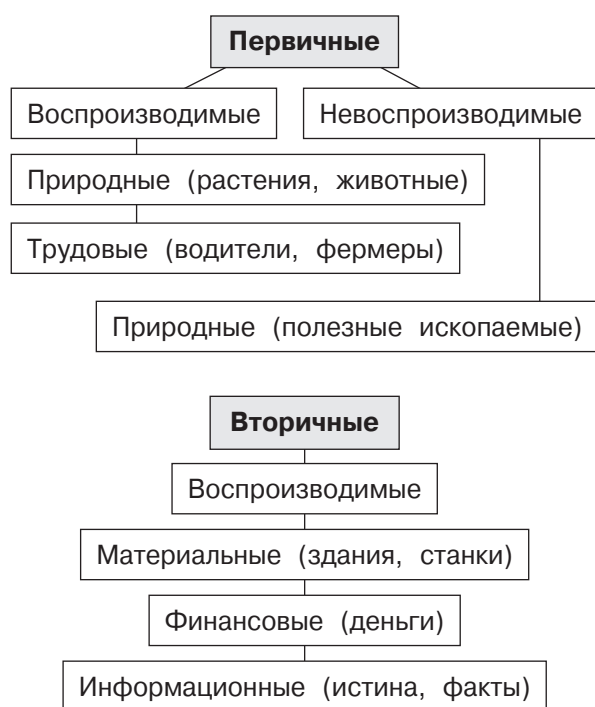 Первичные
Воспроизводимые
Невоспроизводимые
Природные (растения, животные)
Трудовые (водители, фермеры)
Природные (полезные ископаемые)
Вторичные
Воспроизводимые
Материальные (здания, станки)
Финансовые (деньги)
Информационные (истина, факты)